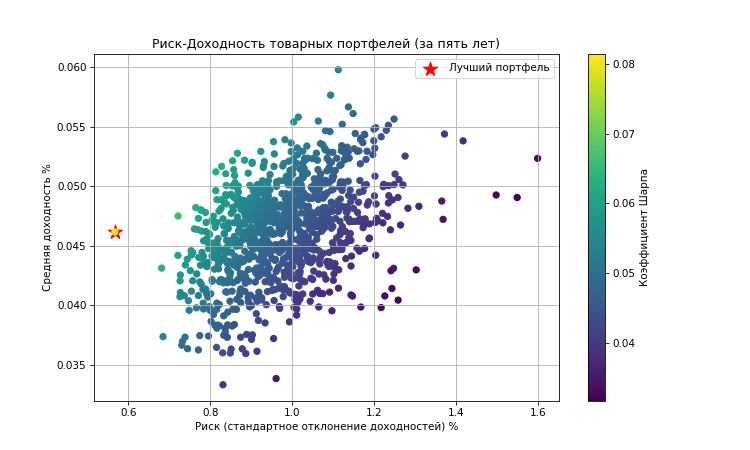 Риск-Доходность товарных портфелей (за пять лет)
Лучший портфель
0.060
0.055
0.050
0.045
0.040
0.035
Средняя доходность %
0.6 0.8 1.0 1.2 1.4 1.6
Риск (стандартное отклонение доходностей) %
0.08
0.07
0.06
0.05
0.04
Коэффициент Шарпа